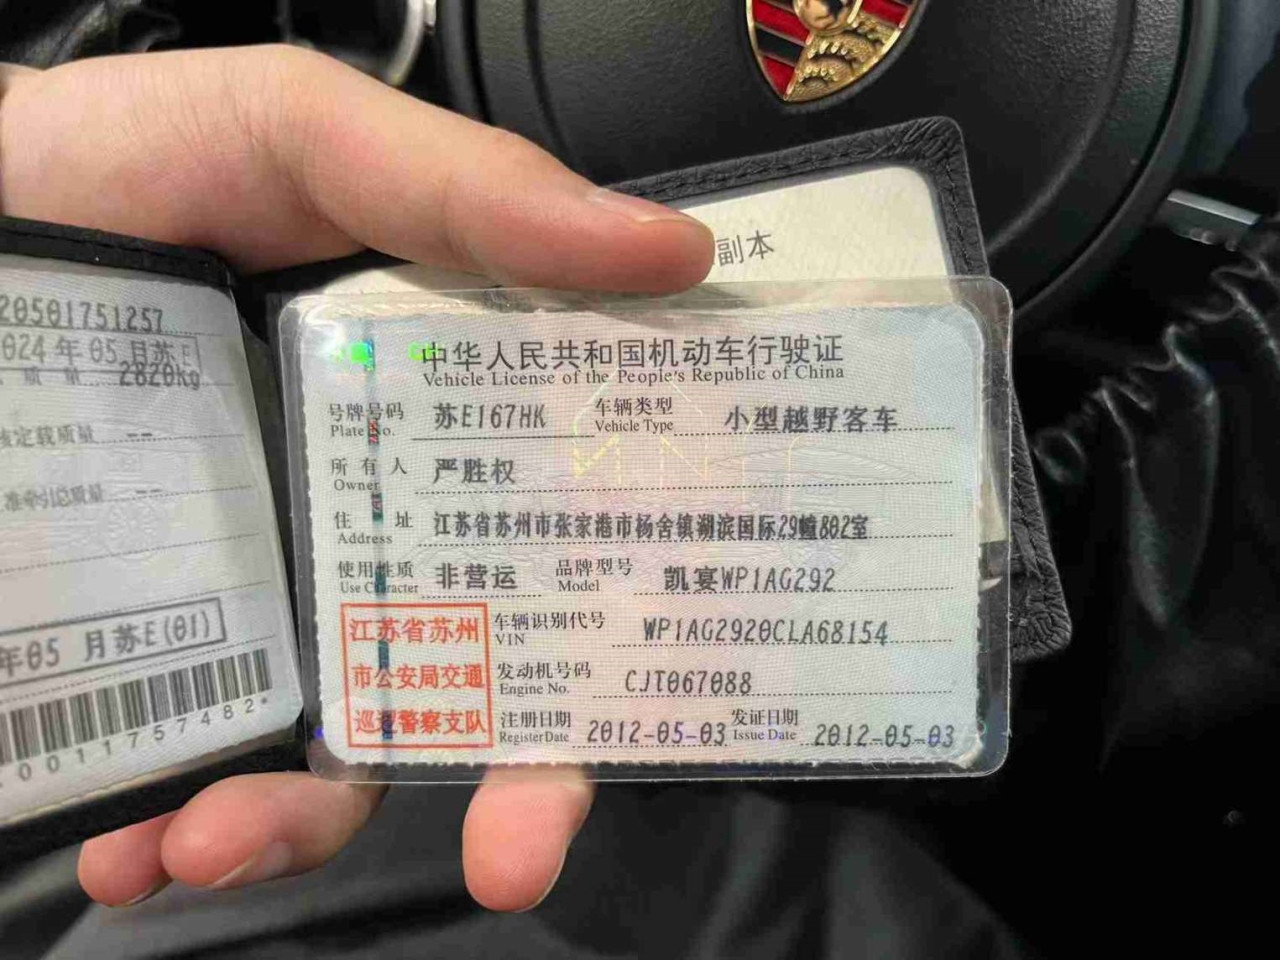 20501751257
024年05月苏E
质量 2820kg
核定载质量 --
准牵引总质量 --
年05 月苏E(01)
0011757482*
副本
中华人民共和国机动车行驶证
Vehicle License of the People's Republic of China
号牌号码 苏E167HK 车辆类型 小型越野客车
Plate No. Vehicle Type
所有人 严胜权
Owner
住址 江苏省苏州市张家港市杨舍镇湖滨国际29幢802室
Address
使用性质 非营运 品牌型号 凯宴WP1AG292
Use Character Model
江苏省苏州
市公安局交通
巡逻警察支队
车辆识别代号 WP1AG2920CLA68154
VIN
发动机号码 CJT067088
Engine No.
注册日期 2012-05-03 发证日期 2012-05-03
Register Date Issue Date